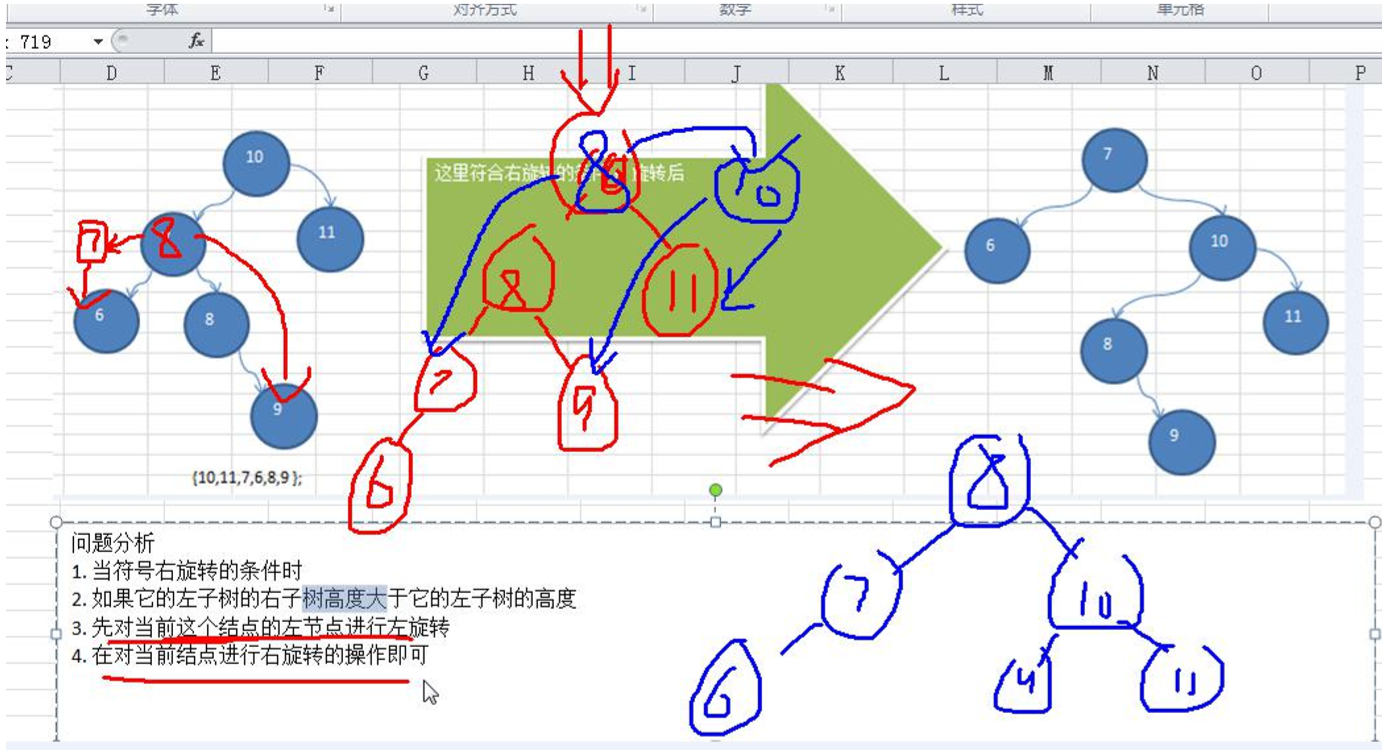 字体 对齐方式 数字 样式 单元格
719 fx
C D E F G H I J K L M N O P
10
11
7 8
6 8
9
{10,11,7,6,8,9 };
这里符合右旋转的条件 旋转后
8 10
8 11
7 9
6
7
6 10
8 11
9
问题分析
1. 当符号右旋转的条件时
2. 如果它的左子树的右子树高度大于它的左子树的高度
3. 先对当前这个结点的左节点进行左旋转
4. 在对当前结点进行右旋转的操作即可
8
7 10
6 9 11